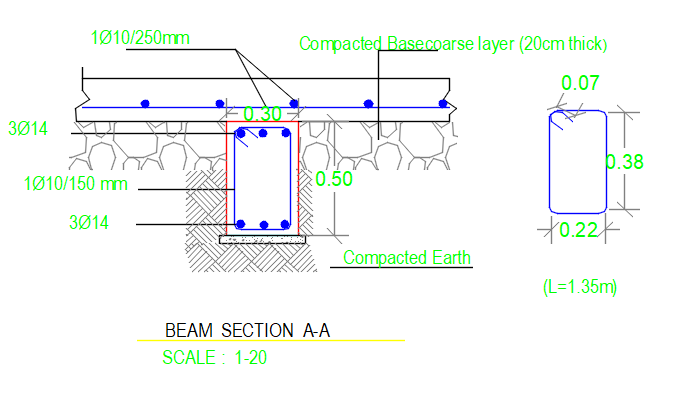 1Ø10/250mm
Compacted Basecoarse layer (20cm thick)
0.07
0.30
3Ø14
0.38
1Ø10/150 mm
0.50
3Ø14
0.22
Compacted Earth
(L=1.35m)
BEAM SECTION A-A
SCALE : 1-20